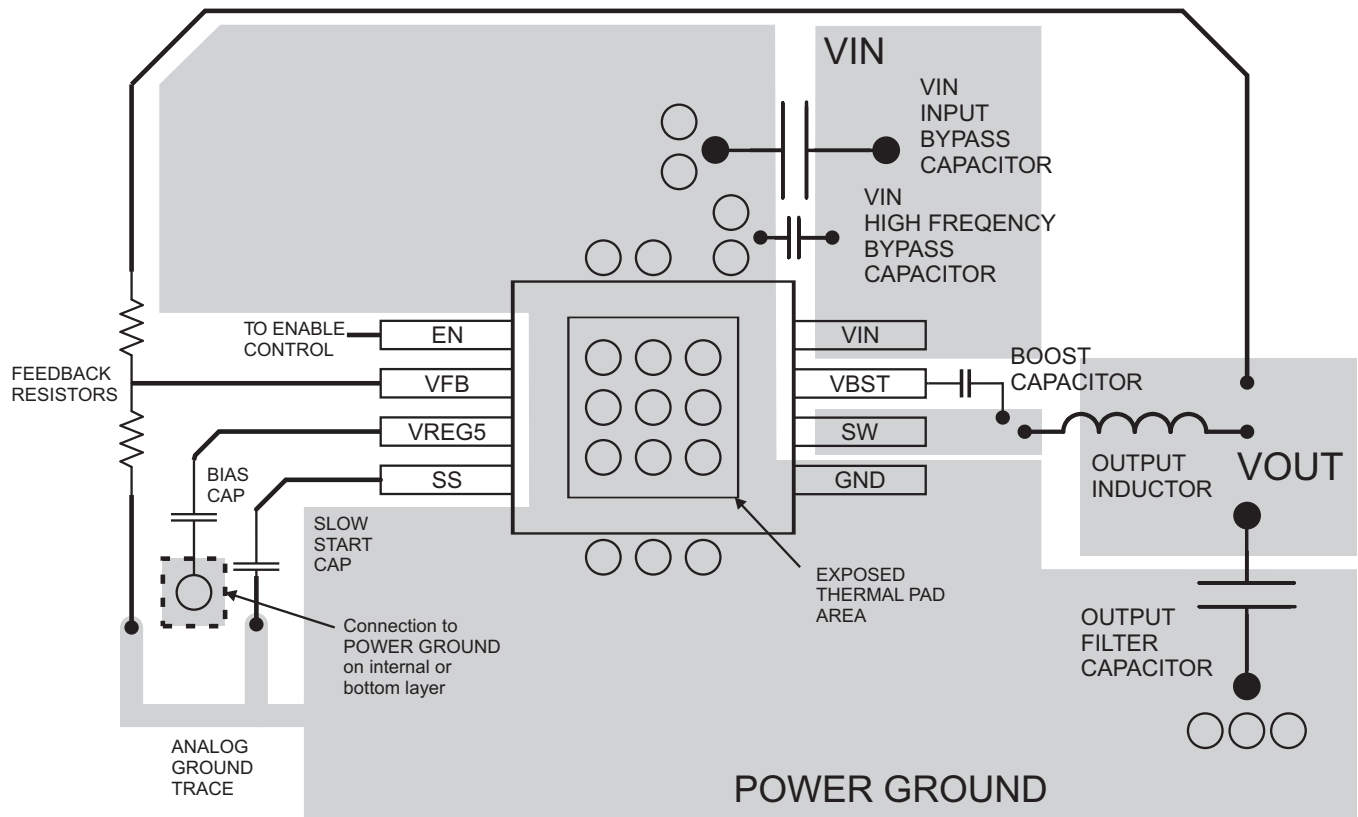 VIN
VIN
INPUT
BYPASS
CAPACITOR
VIN
HIGH FREQENCY
BYPASS
CAPACITOR
TO ENABLE
CONTROL
EN
VIN
FEEDBACK
RESISTORS
VFB
VBST
BOOST
CAPACITOR
VREG5
SW
BIAS
CAP
SS
GND
OUTPUT
INDUCTOR
VOUT
SLOW
START
CAP
EXPOSED
THERMAL PAD
AREA
Connection to
POWER GROUND
on internal or
bottom layer
OUTPUT
FILTER
CAPACITOR
ANALOG
GROUND
TRACE
POWER GROUND